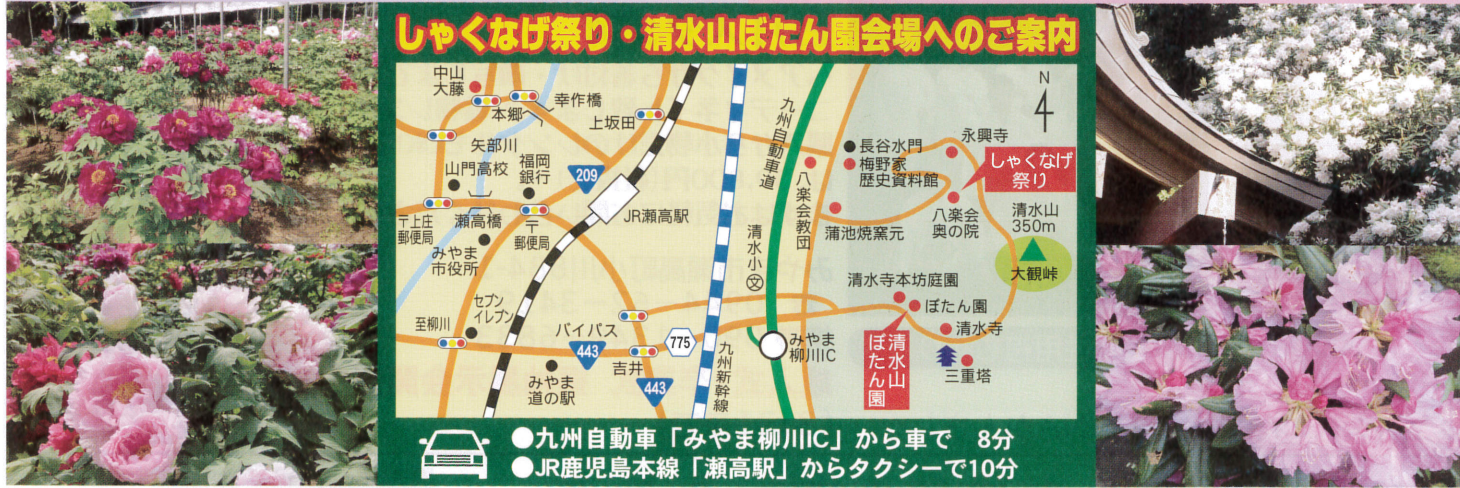 しゃくなげ祭り・清水山ぼたん園会場へのご案内
中山
大藤
本郷
幸作橋
上坂田
矢部川
山門高校
福岡
銀行
209
JR瀬高駅
〒上庄
郵便局
瀬高橋
〒
郵便局
みやま
市役所
セブン
イレブン
至柳川
バイパス
443
みやま
道の駅
吉井
775
443
九州新幹線
九州自動車道
清水小
文
八楽会教団
みやま
柳川IC
長谷水門
梅野家
歴史資料館
蒲池焼窯元
永興寺
しゃくなげ
祭り
八楽会
奥の院
清水山
350m
大観峠
N
4
清水寺本坊庭園
ぼたん園
清水寺
三重塔
清水山
ぼたん園
●九州自動車「みやま柳川IC」から車で 8分
●JR鹿児島本線「瀬高駅」からタクシーで10分